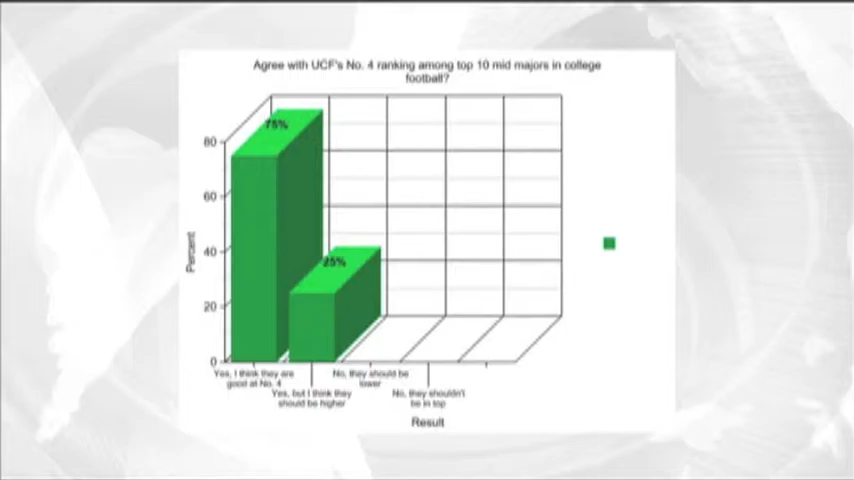 Agree with UCF's No. 4 ranking among top 10 mid majors in college
football?
75%
25%
80
60
40
20
0
Percent
Yes, I think they are
good at No. 4
Yes, but I think they
should be higher
No, they should be
lower
No, they shouldn't
be in top
Result